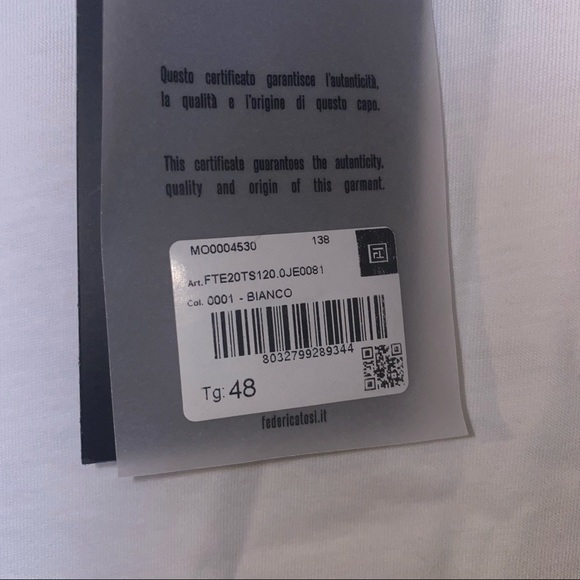 Questo certificato garantisce l'autenticità,
la qualità e l'origine di questo capo.
This certificate guarantees the autenticity,
quality and origin of this garment.
MO0004530 138
Art. FTE20TS120.0JE0081
Col. 0001 - BIANCO
8032799289344
Tg: 48
federicatosi.it